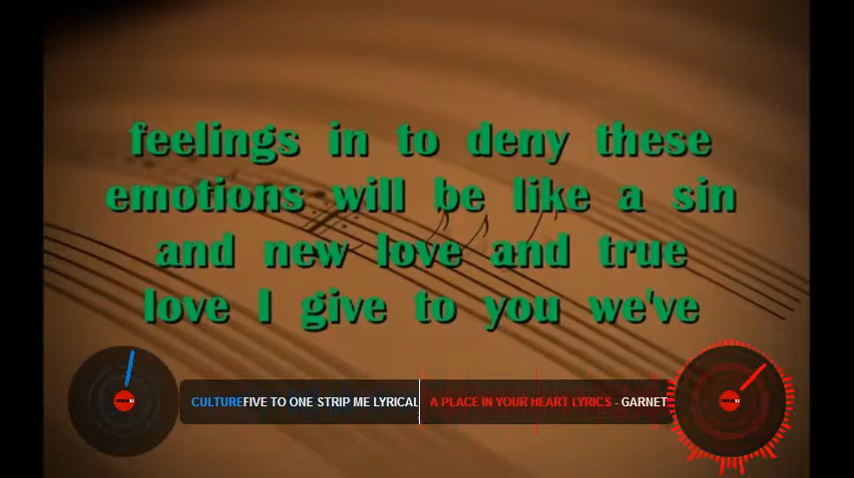 feelings in to deny these
emotions will be like a sin
and new love and true
love I give to you we've
CULTUREFIVE TO ONE STRIP ME LYRICAL
A PLACE IN YOUR HEART LYRICS - GARNET